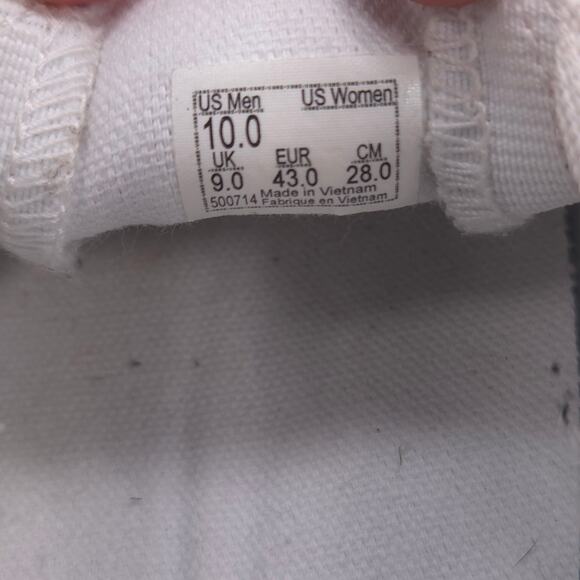 US Men US Women
10.0
UK EUR CM
9.0 43.0 28.0
500714 Made in Vietnam
Fabrique en Vietnam